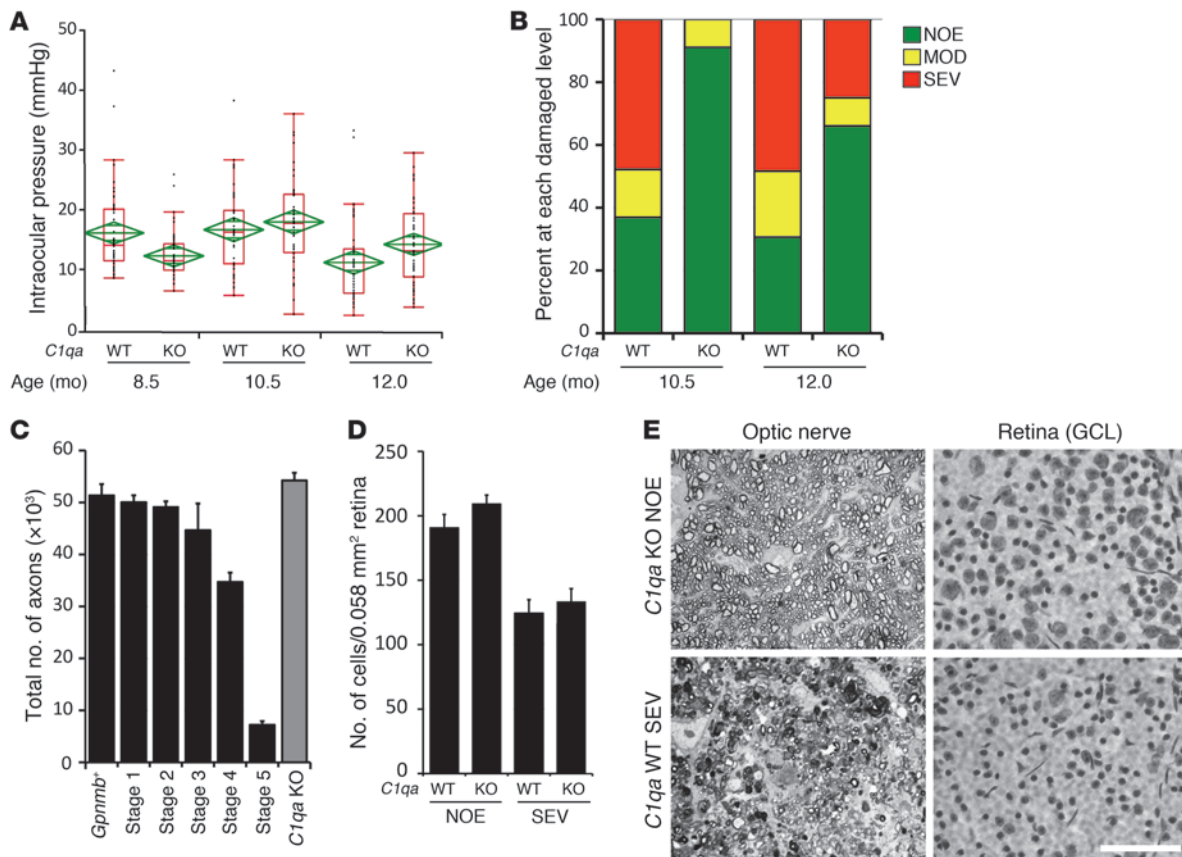 A
Intraocular pressure (mmHg)
50
40
30
20
10
0
C1qa
WT KO WT KO WT KO
Age (mo) 8.5 10.5 12.0
B
Percent at each damaged level
100
80
60
40
20
0
NOE
MOD
SEV
C1qa
WT KO WT KO
Age (mo) 10.5 12.0
C
Total no. of axons (×10³)
60
50
40
30
20
10
0
Gpnmb⁺
Stage 1
Stage 2
Stage 3
Stage 4
Stage 5
C1qa KO
D
No. of cells/0.058 mm² retina
250
200
150
100
50
0
C1qa WT KO WT KO
NOE SEV
E
Optic nerve Retina (GCL)
C1qa KO NOE
C1qa WT SEV